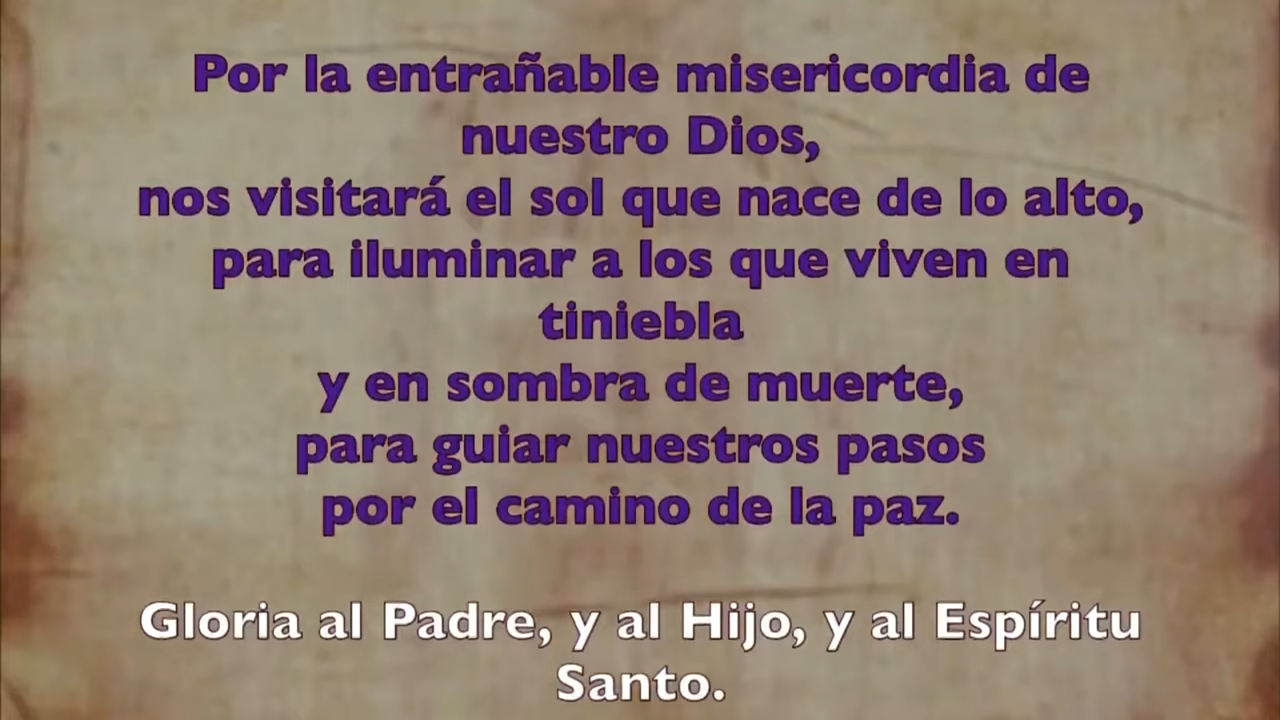 Por la entrañable misericordia de
nuestro Dios,
nos visitará el sol que nace de lo alto,
para iluminar a los que viven en
tiniebla
y en sombra de muerte,
para guiar nuestros pasos
por el camino de la paz.
Gloria al Padre, y al Hijo, y al Espíritu
Santo.